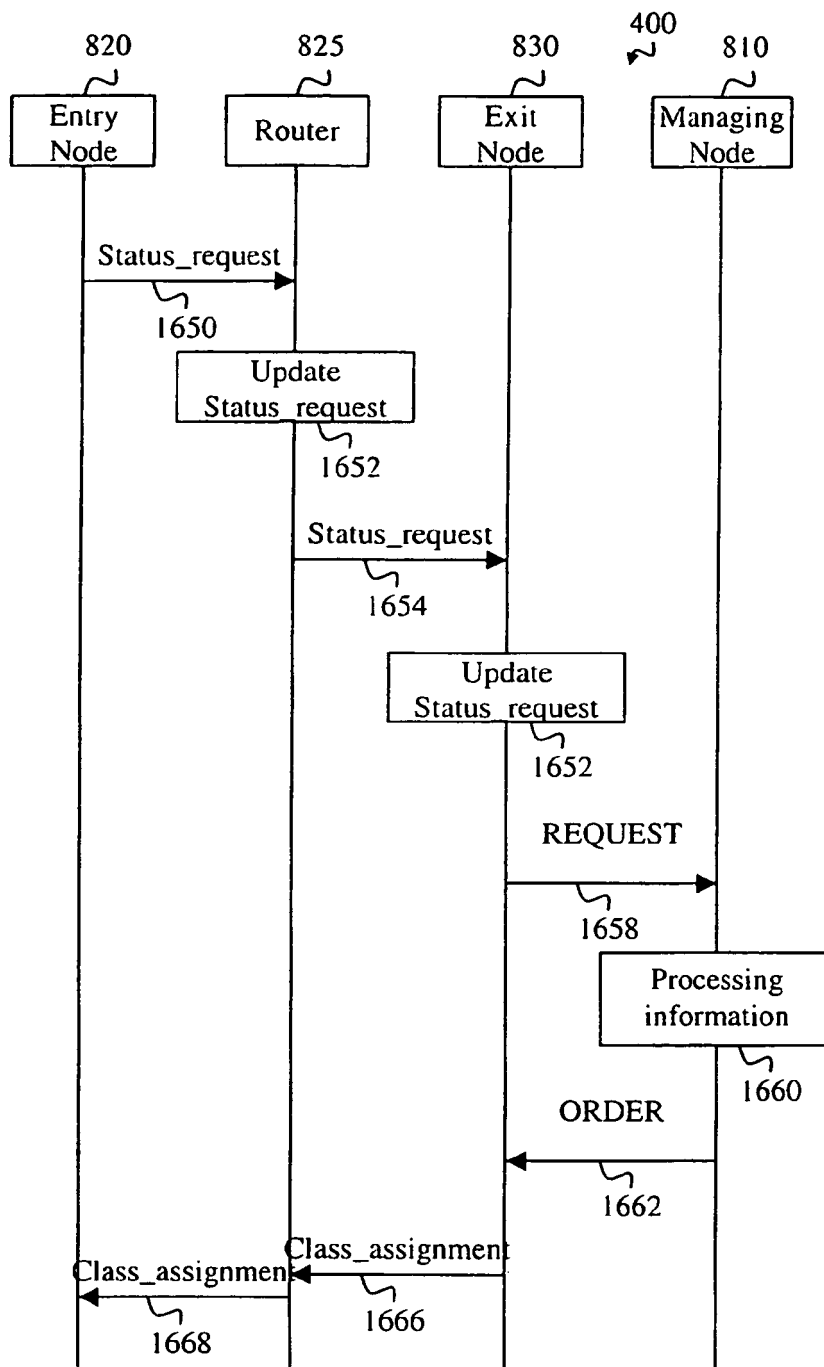 820
825
830
400
810
Entry
Node
Router
Exit
Node
Managing
Node
Status_request
1650
Update
Status_request
1652
Status_request
1654
Update
Status_request
1652
REQUEST
1658
Processing
information
1660
ORDER
1662
Class_assignment
1666
Class_assignment
1668